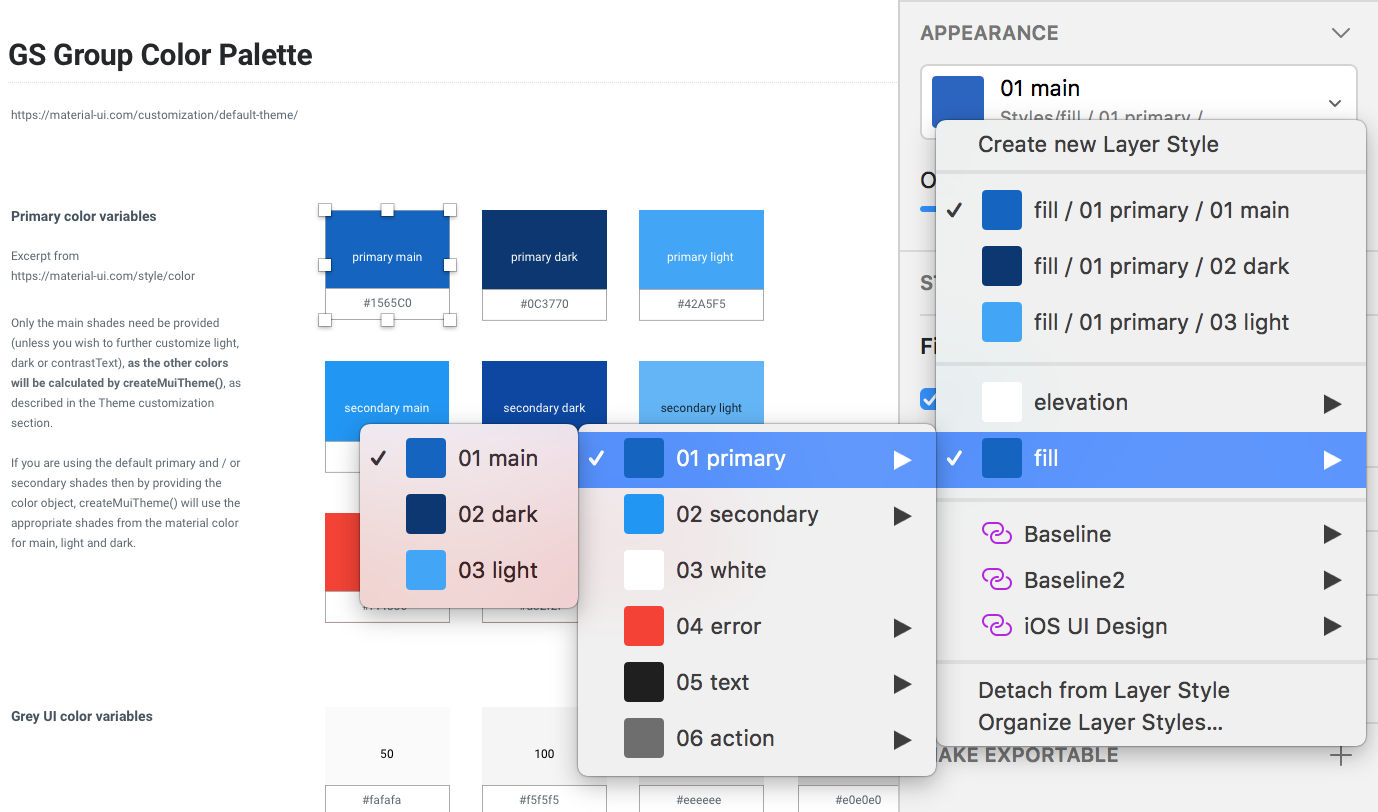 GS Group Color Palette
https://material-ui.com/customization/default-theme/
Primary color variables
Excerpt from
https://material-ui.com/style/color
Only the main shades need be provided
(unless you wish to further customize light,
dark or contrastText), as the other colors
will be calculated by createMuiTheme(), as
described in the Theme customization
section.
If you are using the default primary and / or
secondary shades then by providing the
color object, createMuiTheme() will use the
appropriate shades from the material color
for main, light and dark.
primary main
#1565C0
primary dark
#0C3770
primary light
#42A5F5
secondary main
secondary dark
secondary light
Grey UI color variables
50
#fafafa
100
#f5f5f5
#eeeeee
#e0e0e0
01 main
02 dark
03 light
01 primary
02 secondary
03 white
04 error
05 text
06 action
APPEARANCE
01 main
Styles/fill / 01 primary /
Create new Layer Style
fill / 01 primary / 01 main
fill / 01 primary / 02 dark
fill / 01 primary / 03 light
elevation
fill
Baseline
Baseline2
iOS UI Design
Detach from Layer Style
Organize Layer Styles...
AKE EXPORTABLE